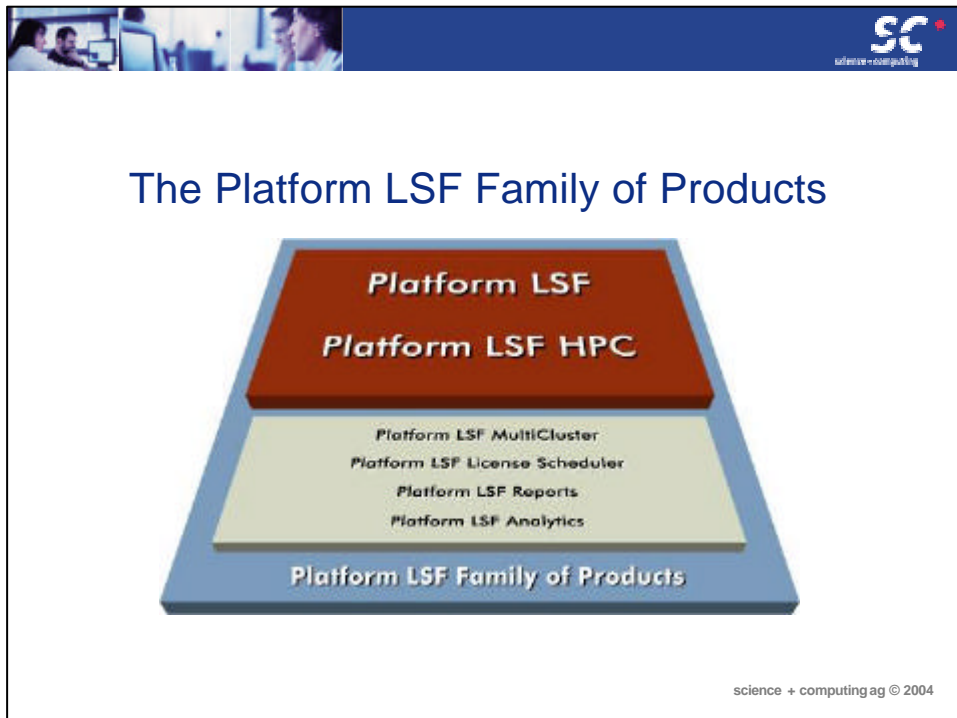 SC
science + computing
The Platform LSF Family of Products
Platform LSF
Platform LSF HPC
Platform LSF MultiCluster
Platform LSF License Scheduler
Platform LSF Reports
Platform LSF Analytics
Platform LSF Family of Products
science + computing ag © 2004